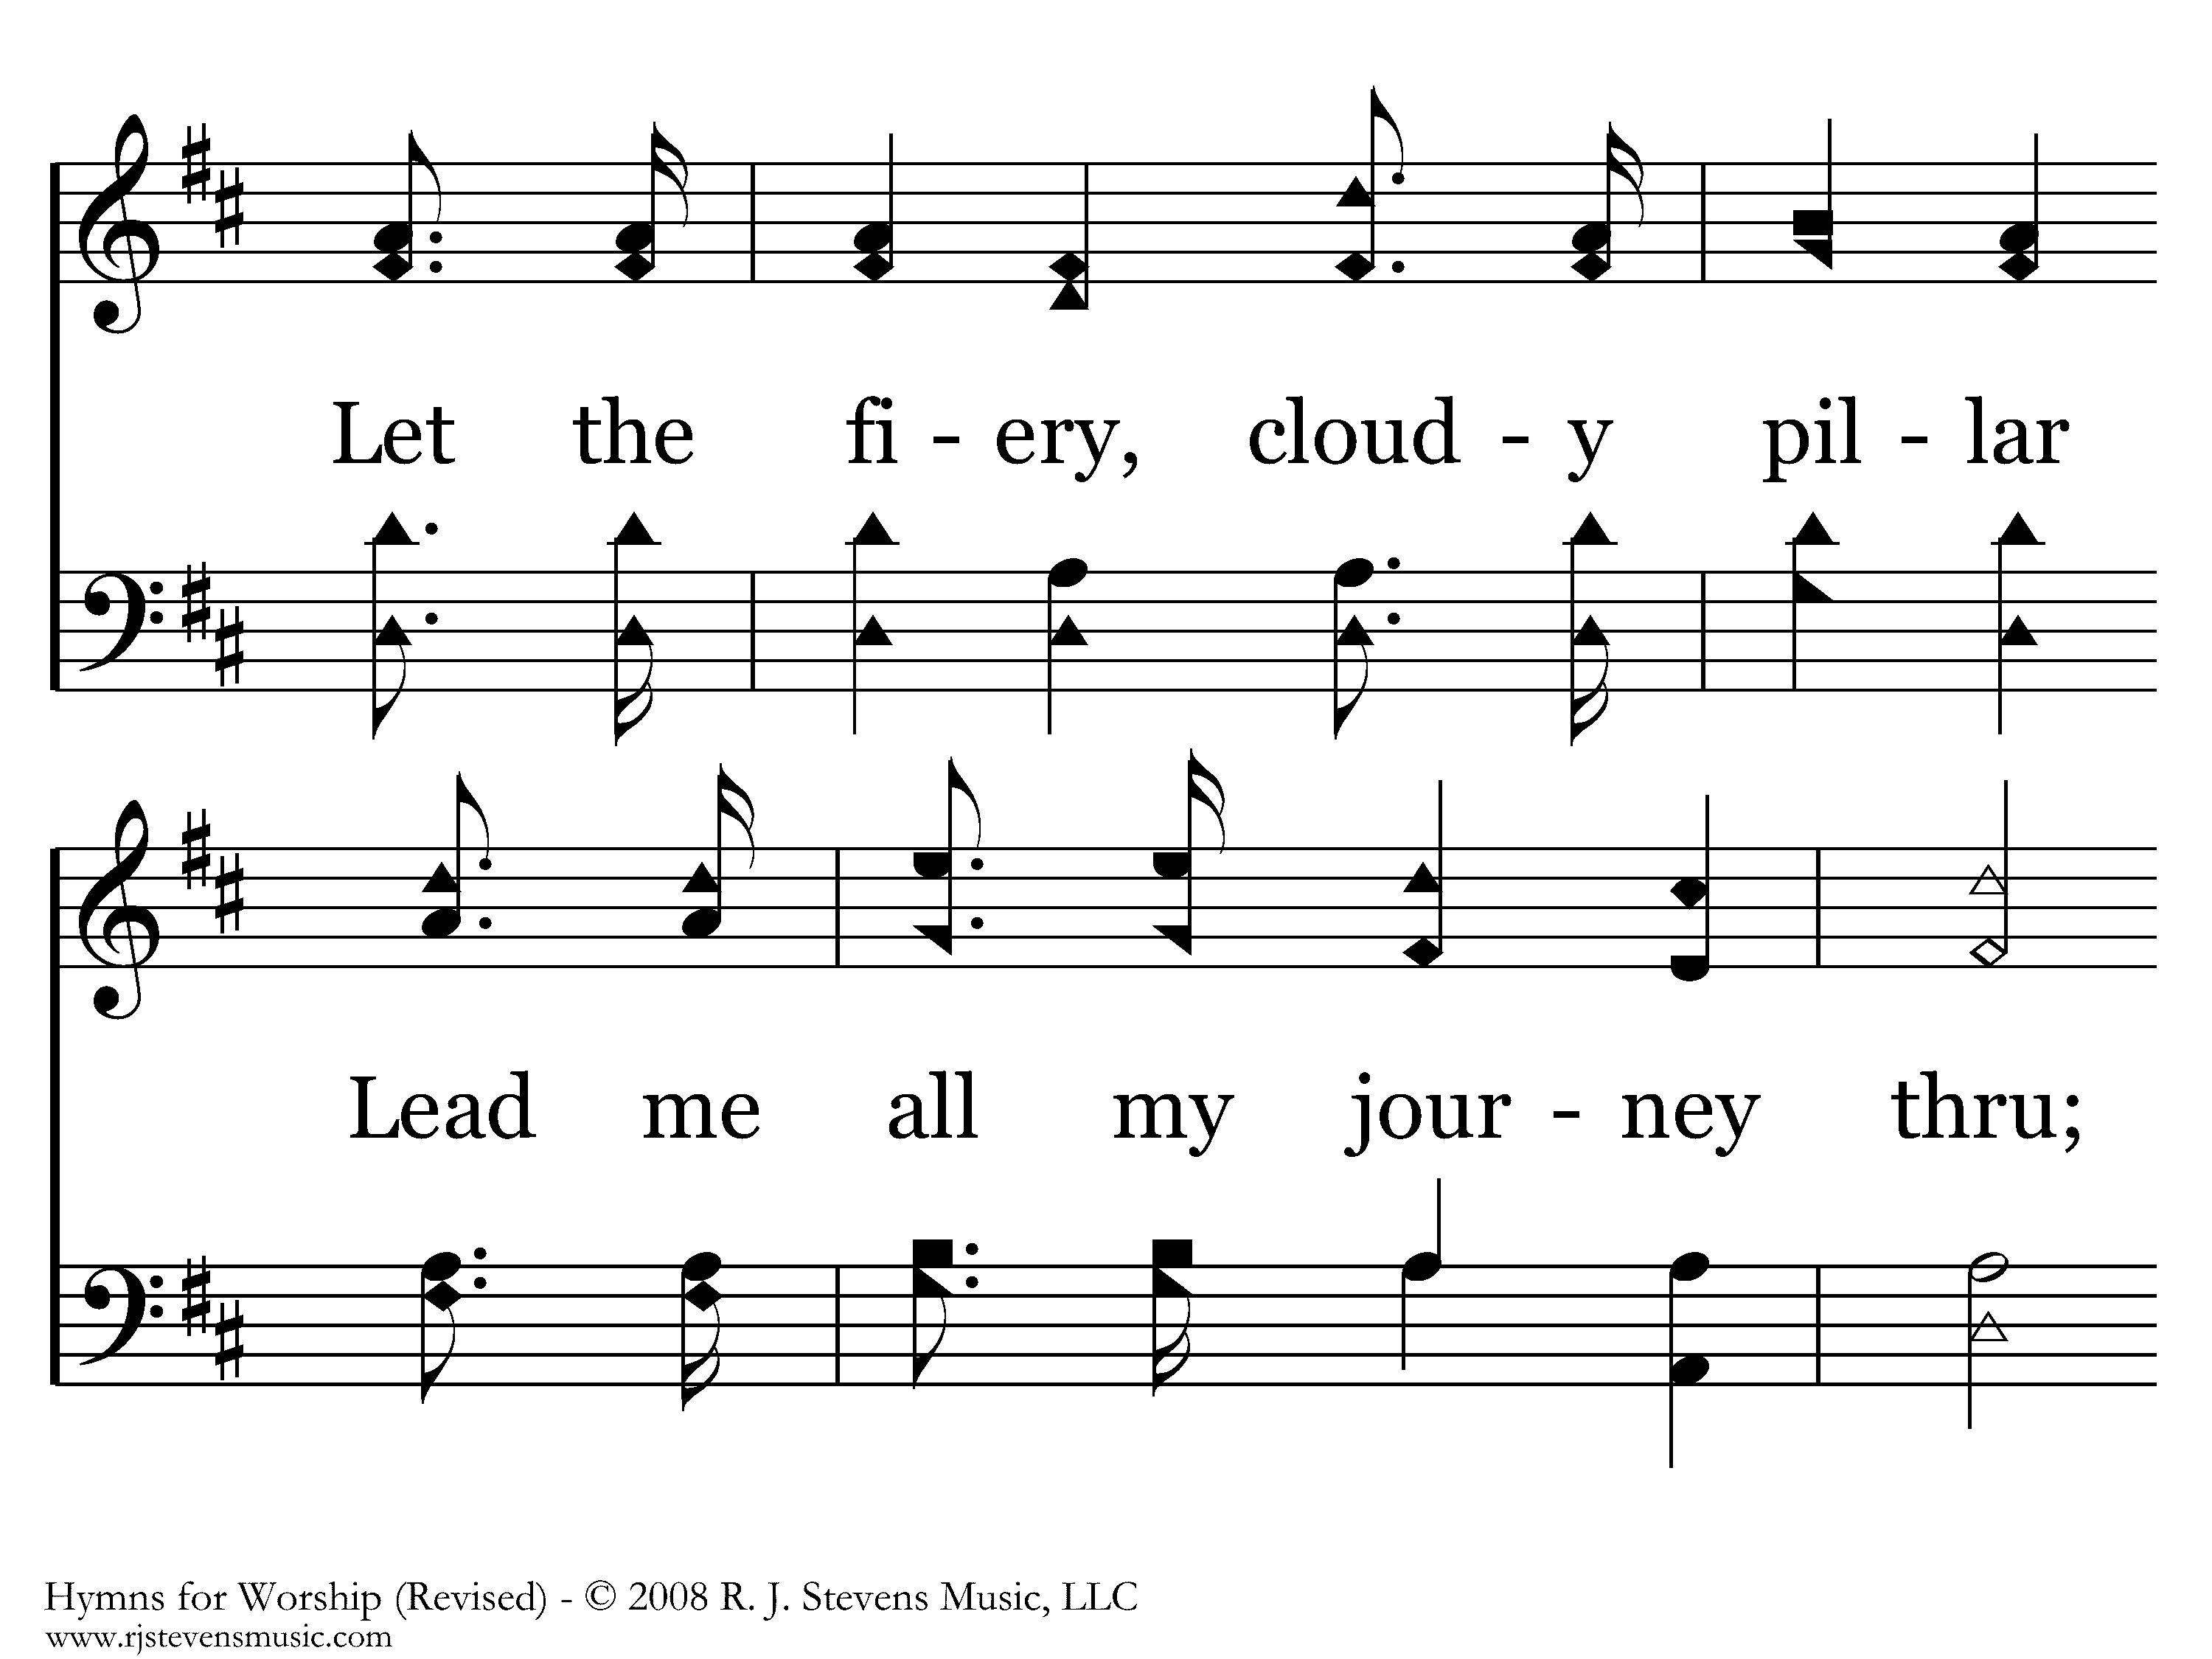 Let the fi - ery, cloud - y pil - lar
Lead me all my jour - ney thru;
Hymns for Worship (Revised) - © 2008 R. J. Stevens Music, LLC
www.rjstevensmusic.com